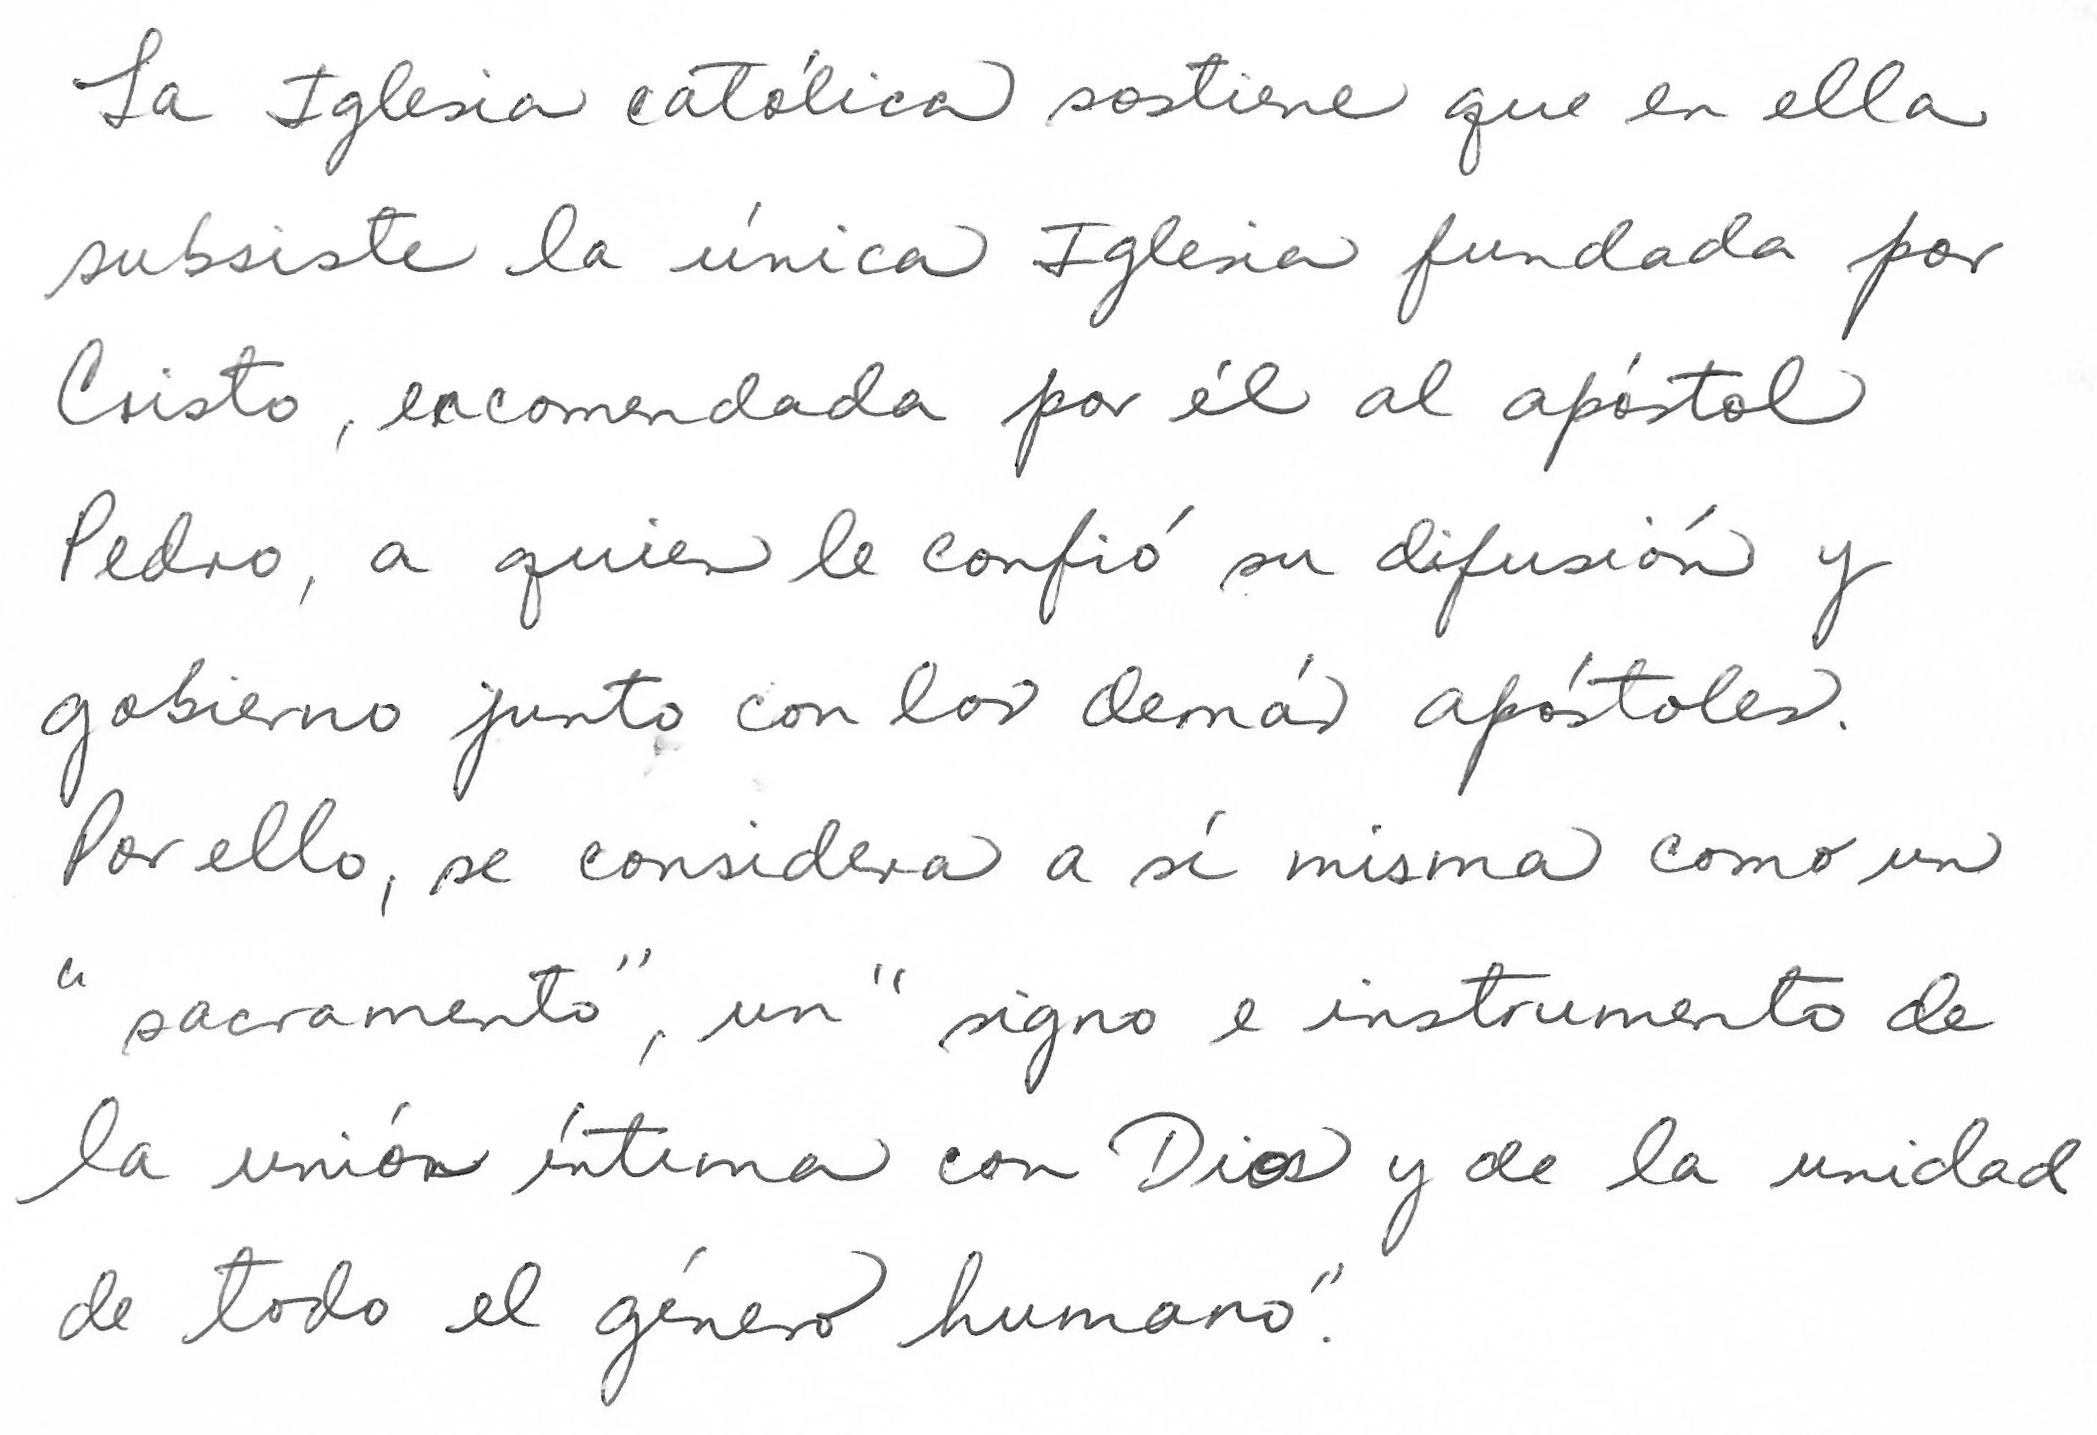 La Iglesia católica sostiene que en ella
subsiste la única Iglesia fundada por
Cristo, encomendada por él al apóstol
Pedro, a quien le confió su difusión y
gobierno junto con los demás apóstoles.
Por ello, se considera a sí misma como un
"sacramento", un "signo e instrumento de
la unión íntima con Dios y de la unidad
de todo el género humano".